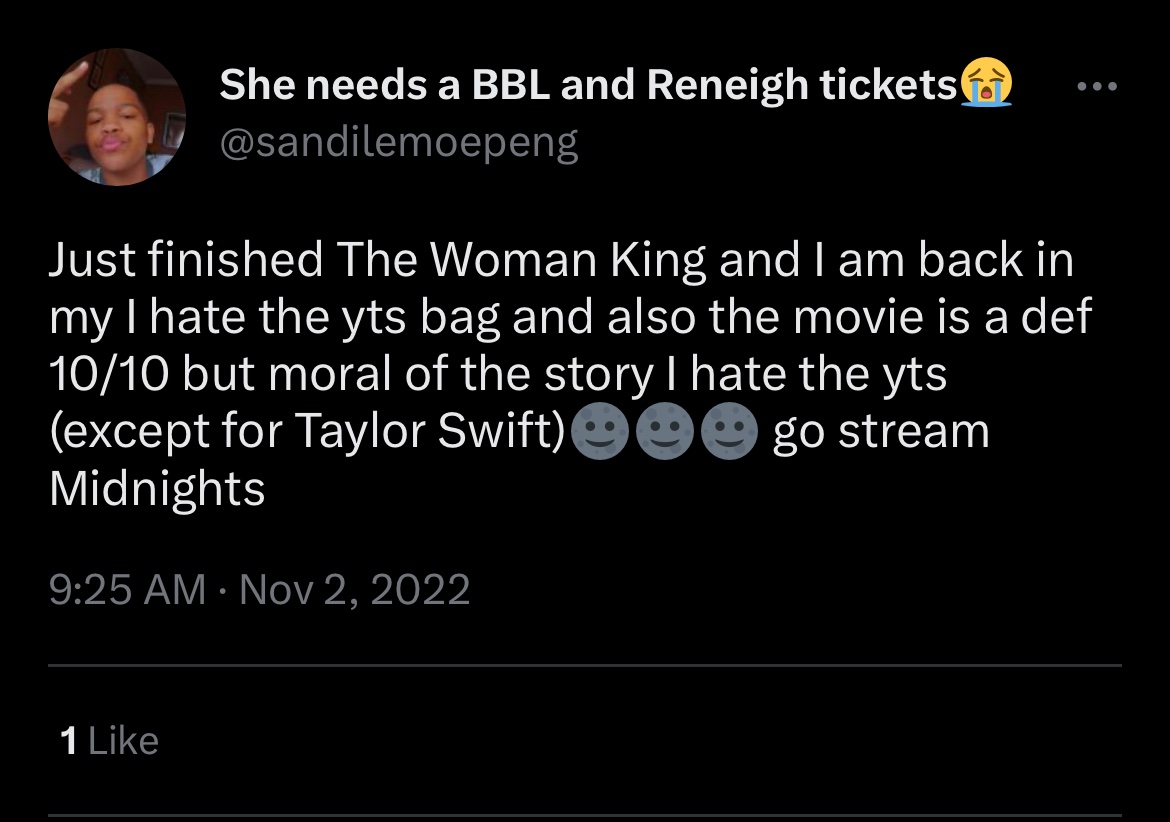 She needs a BBL and Reneigh tickets😭
@sandilemoepeng
Just finished The Woman King and I am back in
my I hate the yts bag and also the movie is a def
10/10 but moral of the story I hate the yts
(except for Taylor Swift)🌚🌚🌚 go stream
Midnights
9:25 AM · Nov 2, 2022
1 Like